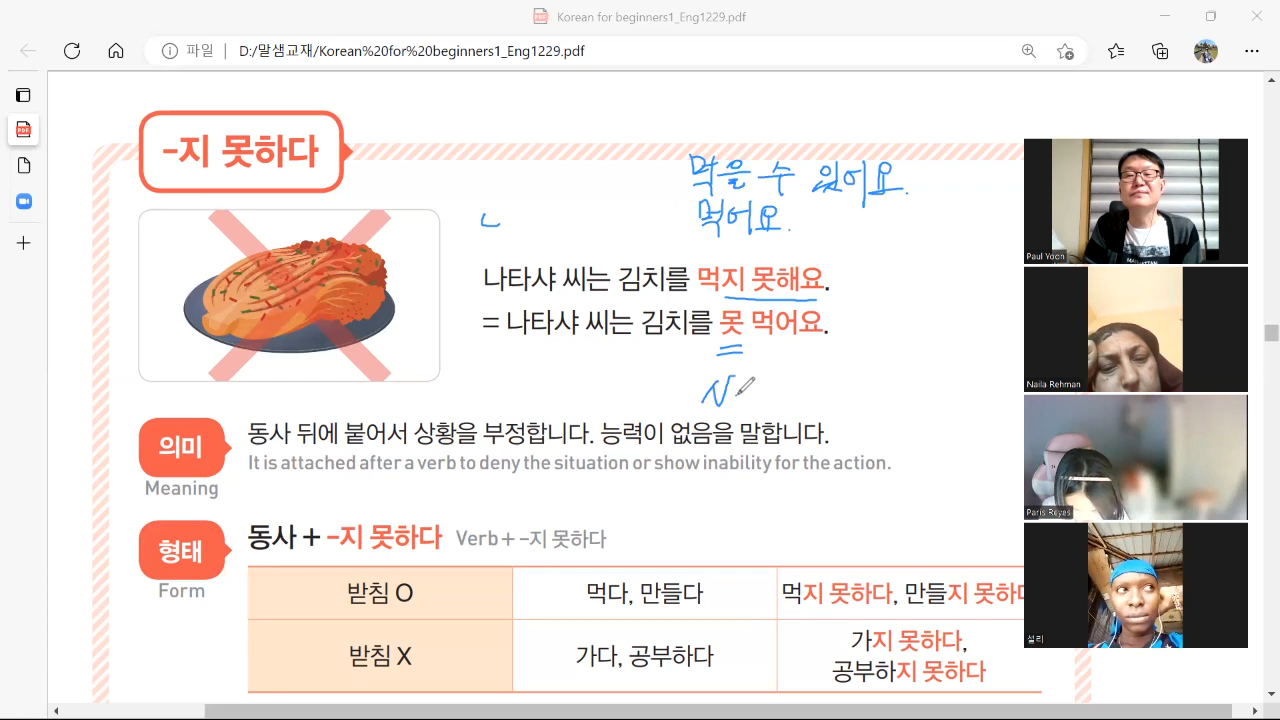 Korean for beginners1_Eng1229.pdf
파일 | D:/말샘교재/Korean%20for%20beginners1_Eng1229.pdf
-지 못하다
먹을 수 있어요.
먹어요.
나타샤 씨는 김치를 먹지 못해요.
= 나타샤 씨는 김치를 못 먹어요.
의미
Meaning
동사 뒤에 붙어서 상황을 부정합니다. 능력이 없음을 말합니다.
It is attached after a verb to deny the situation or show inability for the action.
형태
Form
동사 + -지 못하다 Verb + -지 못하다
받침 O 먹다, 만들다 먹지 못하다, 만들지 못하
받침 X 가다, 공부하다 가지 못하다,
공부하지 못하다
Paul Yoon
MANHATTAN
Naila Rehman
Paris Reyes
설리